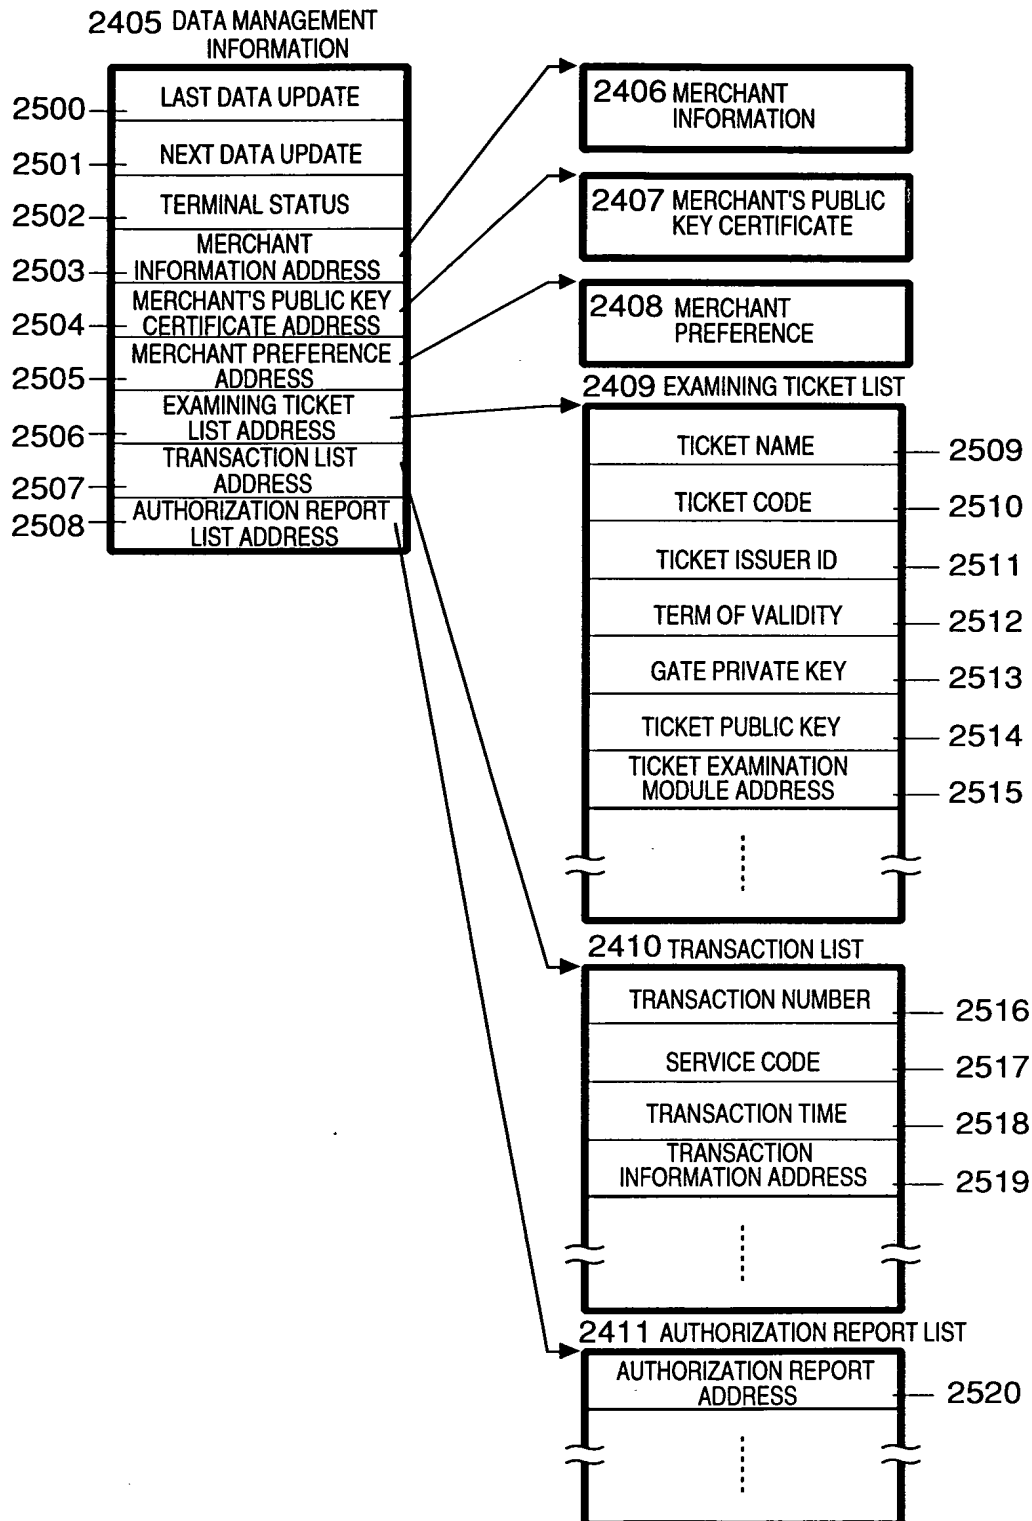 2405 DATA MANAGEMENT
INFORMATION
2500
LAST DATA UPDATE
2501
NEXT DATA UPDATE
2502
TERMINAL STATUS
2503
MERCHANT
INFORMATION ADDRESS
2504
MERCHANT'S PUBLIC KEY
CERTIFICATE ADDRESS
2505
MERCHANT PREFERENCE
ADDRESS
2506
EXAMINING TICKET
LIST ADDRESS
2507
TRANSACTION LIST
ADDRESS
2508
AUTHORIZATION REPORT
LIST ADDRESS
2406 MERCHANT
INFORMATION
2407 MERCHANT'S PUBLIC
KEY CERTIFICATE
2408 MERCHANT
PREFERENCE
2409 EXAMINING TICKET LIST
TICKET NAME
2509
TICKET CODE
2510
TICKET ISSUER ID
2511
TERM OF VALIDITY
2512
GATE PRIVATE KEY
2513
TICKET PUBLIC KEY
2514
TICKET EXAMINATION
MODULE ADDRESS
2515
2410 TRANSACTION LIST
TRANSACTION NUMBER
2516
SERVICE CODE
2517
TRANSACTION TIME
2518
TRANSACTION
INFORMATION ADDRESS
2519
2411 AUTHORIZATION REPORT LIST
AUTHORIZATION REPORT
ADDRESS
2520